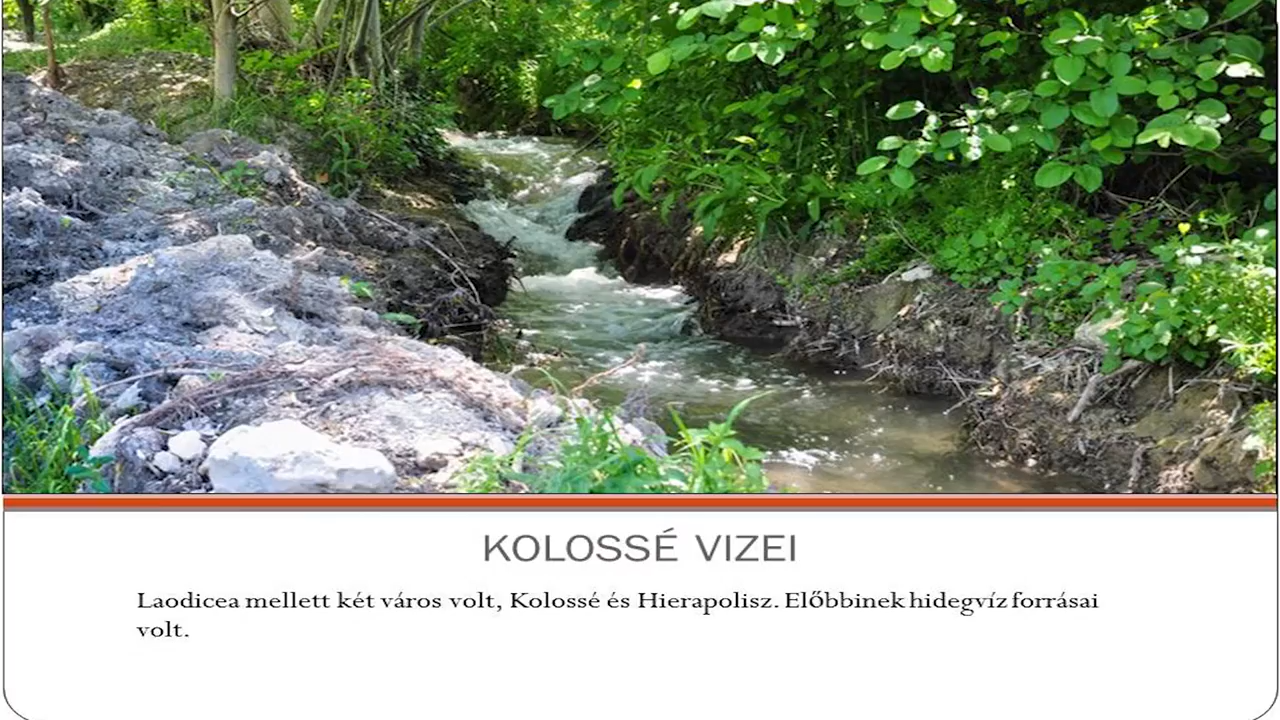 KOLOSSÉ VIZEI
Laodicea mellett két város volt, Kolossé és Hierapolisz. Előbbinek hidegvíz forrásai
volt.